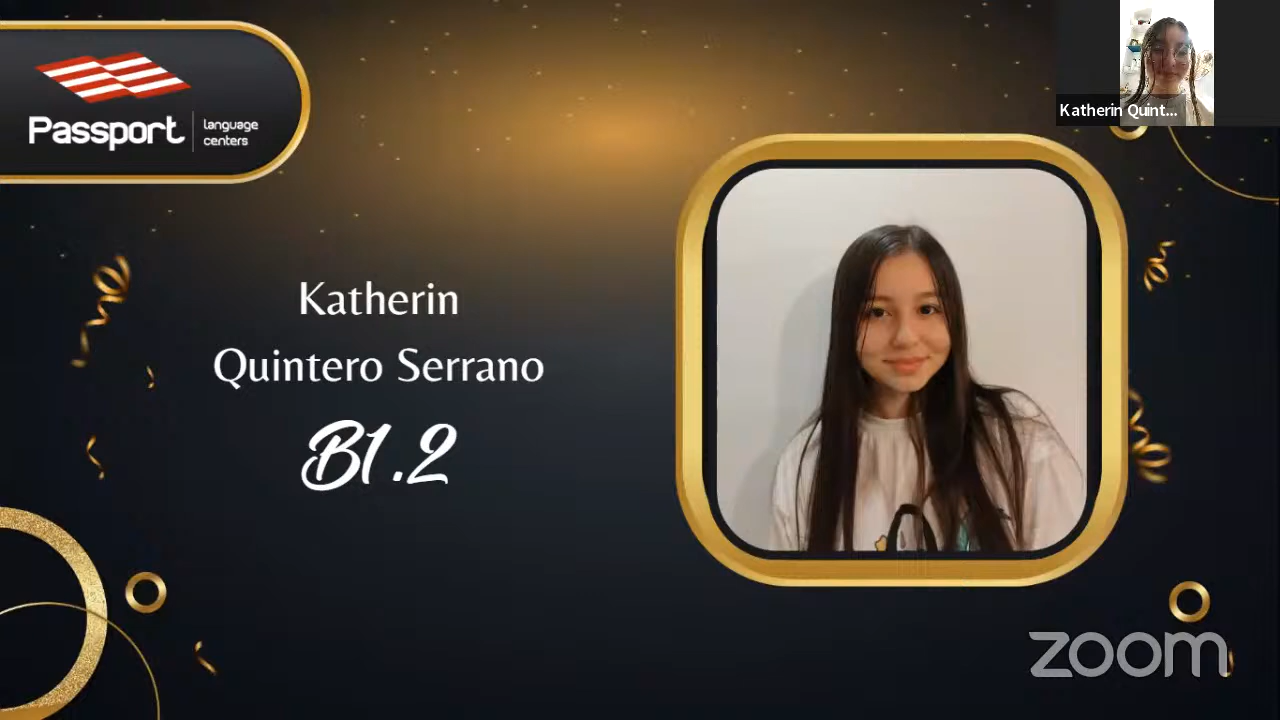 Passport
language
centers
Katherin Quint...
Katherin
Quintero Serrano
B1.2
zoom